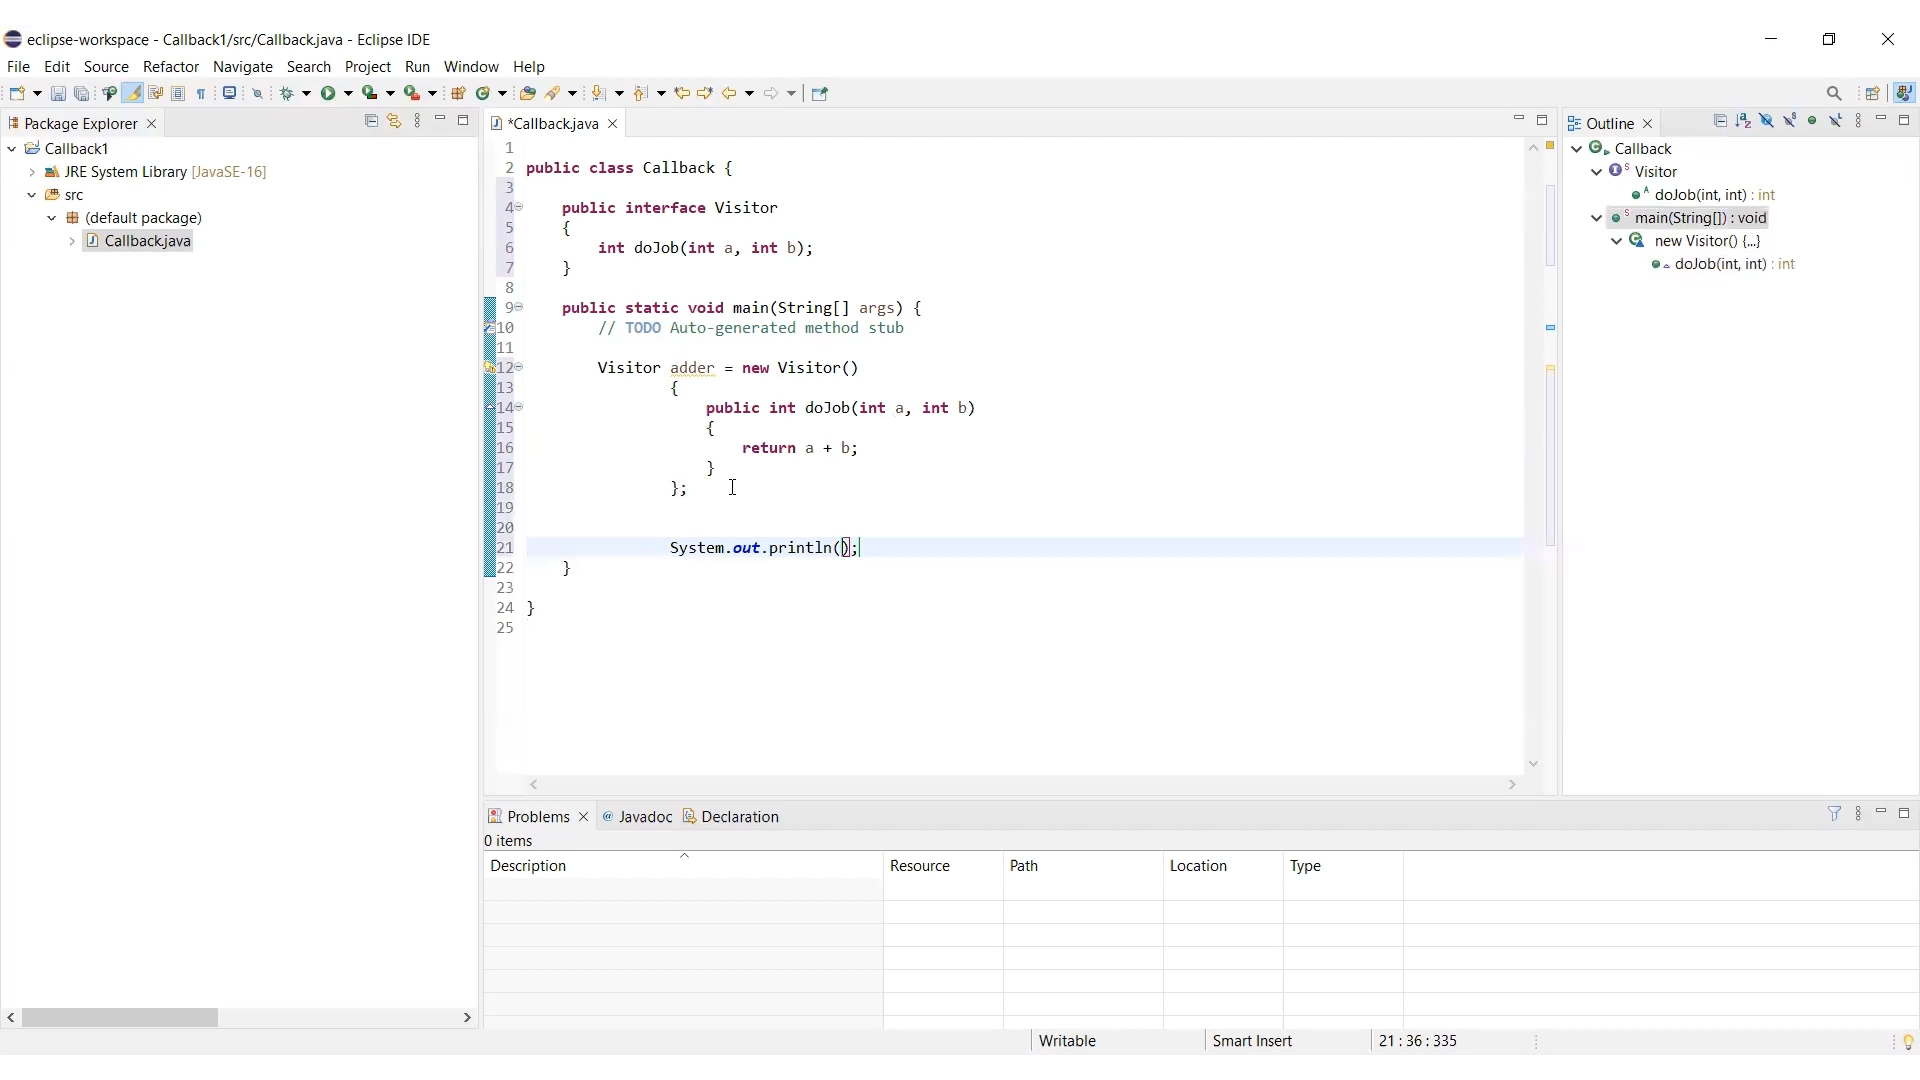 eclipse-workspace - Callback1/src/Callback.java - Eclipse IDE
File Edit Source Refactor Navigate Search Project Run Window Help
Package Explorer
Callback1
JRE System Library [JavaSE-16]
src
(default package)
Callback.java
*Callback.java
1
2 public class Callback {
3
4 public interface Visitor
5 {
6 int doJob(int a, int b);
7 }
8
9 public static void main(String[] args) {
10 // TODO Auto-generated method stub
11
12 Visitor adder = new Visitor()
13 {
14 public int doJob(int a, int b)
15 {
16 return a + b;
17 }
18 };
19
20
21 System.out.println();
22 }
23
24 }
25
Outline
Callback
Visitor
doJob(int, int) : int
main(String[]) : void
new Visitor() {...}
doJob(int, int) : int
Problems Javadoc Declaration
0 items
Description Resource Path Location Type
Writable Smart Insert 21 : 36 : 335